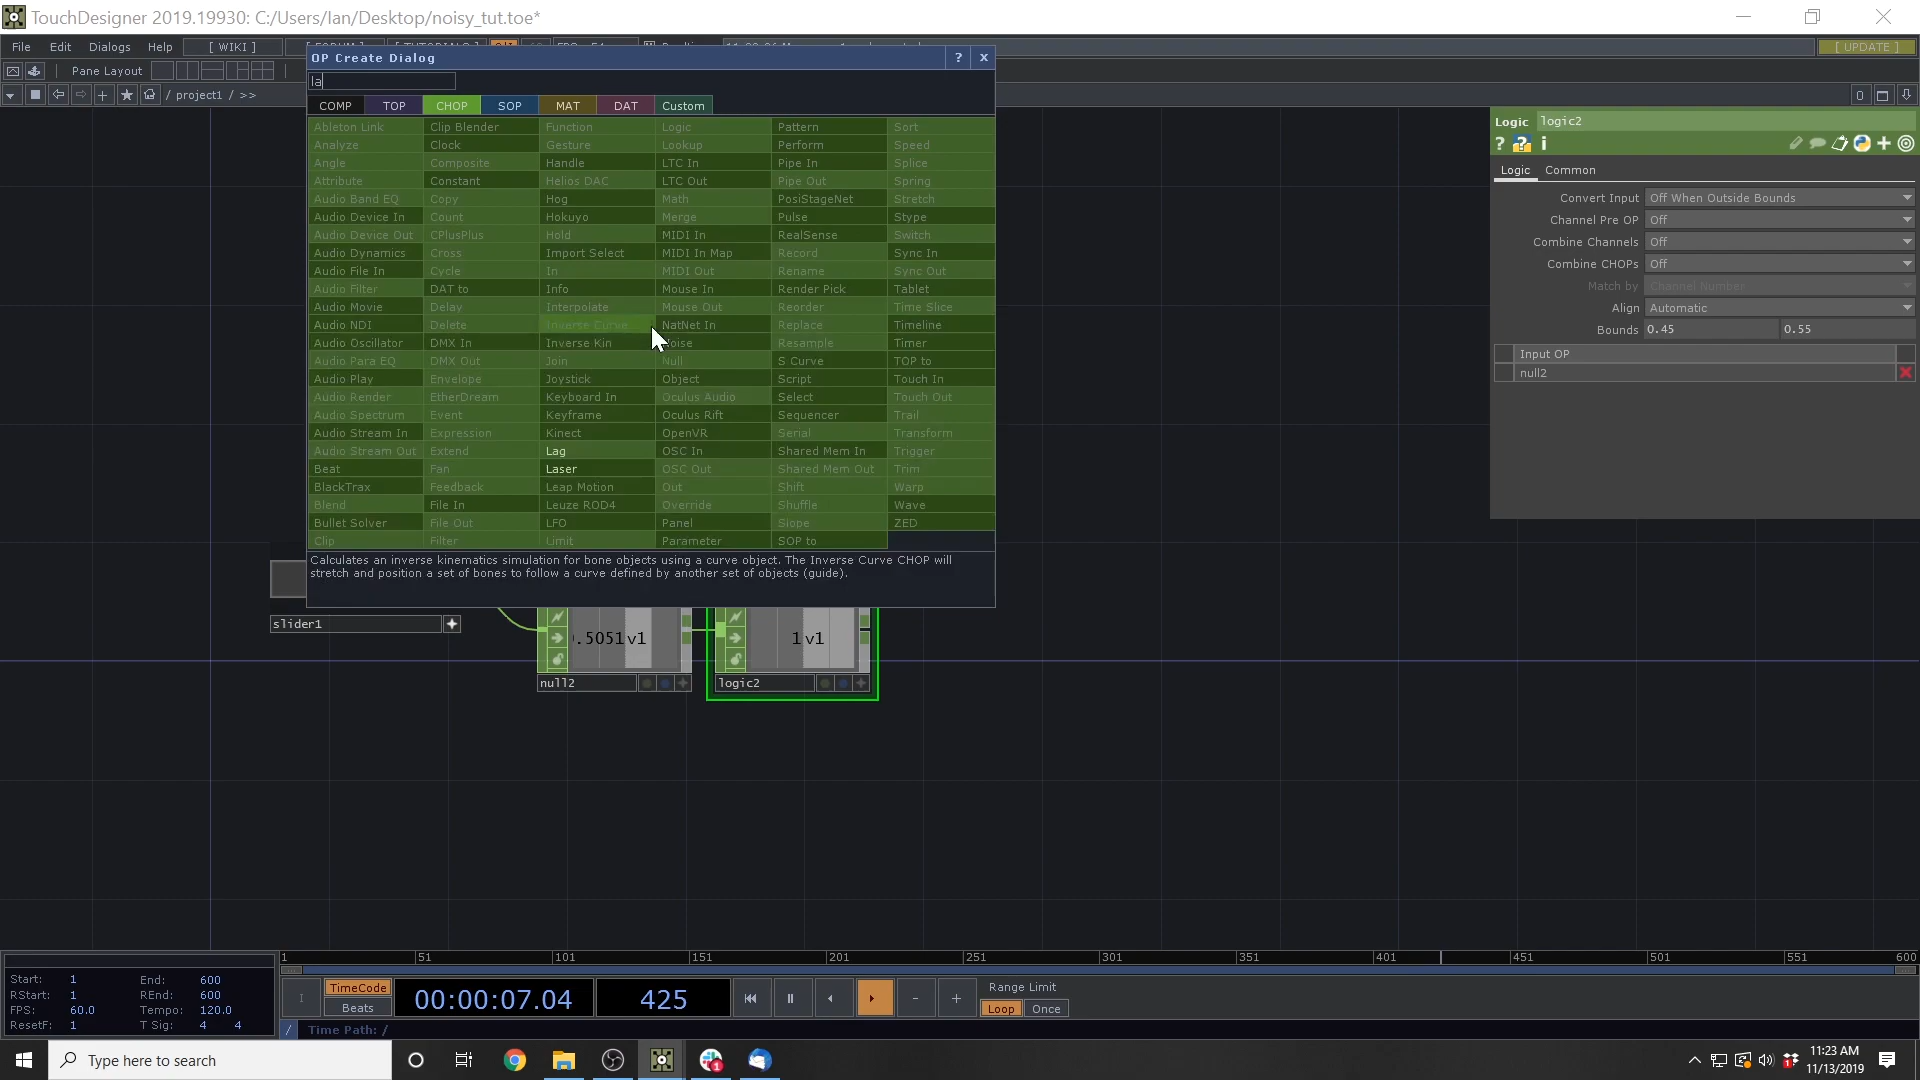 TouchDesigner 2019.19930: C:/Users/Ian/Desktop/noisy_tut.toe*
File Edit Dialogs Help [ WIKI ] [ UPDATE ]
Pane Layout
/ project1 / >>
OP Create Dialog ? x
la
COMP TOP CHOP SOP MAT DAT Custom
Ableton Link Clip Blender Function Logic Pattern Sort
Analyze Clock Gesture Lookup Perform Speed
Angle Composite Handle LTC In Pipe In Splice
Attribute Constant Helios DAC LTC Out Pipe Out Spring
Audio Band EQ Copy Hog Math PosiStageNet Stretch
Audio Device In Count Hokuyo Merge Pulse Stype
Audio Device Out CPlusPlus Hold MIDI In RealSense Switch
Audio Dynamics Cross Import Select MIDI In Map Record Sync In
Audio File In Cycle In MIDI Out Rename Sync Out
Audio Filter DAT to Info Mouse In Render Pick Tablet
Audio Movie Delay Interpolate Mouse Out Reorder Time Slice
Audio NDI Delete Inverse Curve NatNet In Replace Timeline
Audio Oscillator DMX In Inverse Kin Resample Timer
Audio Para EQ DMX Out Join Null S Curve TOP to
Audio Play Envelope Joystick Object Script Touch In
Audio Render EtherDream Keyboard In Oculus Audio Select Touch Out
Audio Spectrum Event Keyframe Oculus Rift Sequencer Trail
Audio Stream In Expression Kinect OpenVR Serial Transform
Audio Stream Out Extend Lag OSC In Shared Mem In Trigger
Beat Fan Laser OSC Out Shared Mem Out Trim
BlackTrax Feedback Leap Motion Out Shift Warp
Blend File In Leuze ROD4 Override Shuffle Wave
Bullet Solver File Out LFO Panel Slope ZED
Clip Filter Limit Parameter SOP to
Calculates an inverse kinematics simulation for bone objects using a curve object. The Inverse Curve CHOP will
stretch and position a set of bones to follow a curve defined by another set of objects (guide).
slider1
.5051 v1
null2
1 v1
logic2
Logic logic2
? ? i
Logic Common
Convert Input Off When Outside Bounds
Channel Pre OP Off
Combine Channels Off
Combine CHOPs Off
Match by Channel Number
Align Automatic
Bounds 0.45 0.55
Input OP
null2
0
1 51 101 151 201 251 301 351 401 451 501 551 600
Start: 1 End: 600
RStart: 1 REnd: 600
FPS: 60.0 Tempo: 120.0
ResetF: 1 T Sig: 4 4
I
TimeCode
Beats
00:00:07.04
425
- +
Range Limit
Loop Once
/ Time Path: /
Type here to search
1
11:23 AM
11/13/2019